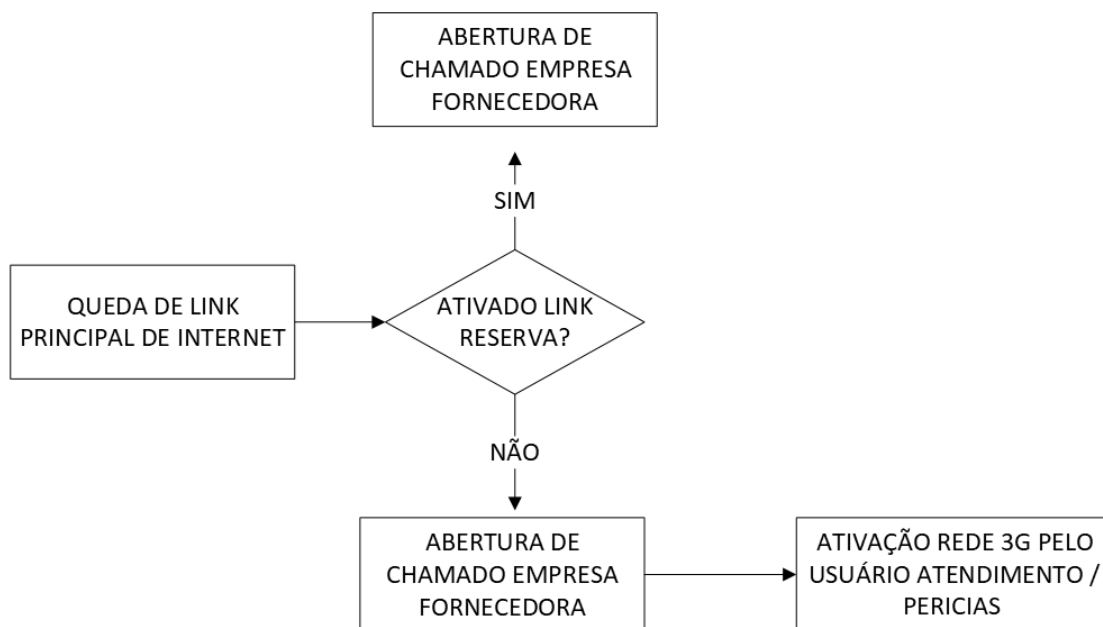 ABERTURA DE
CHAMADO EMPRESA
FORNECEDORA
SIM
QUEDA DE LINK
PRINCIPAL DE INTERNET
ATIVADO LINK
RESERVA?
NÃO
ABERTURA DE
CHAMADO EMPRESA
FORNECEDORA
ATIVAÇÃO REDE 3G PELO
USUÁRIO ATENDIMENTO /
PERICIAS